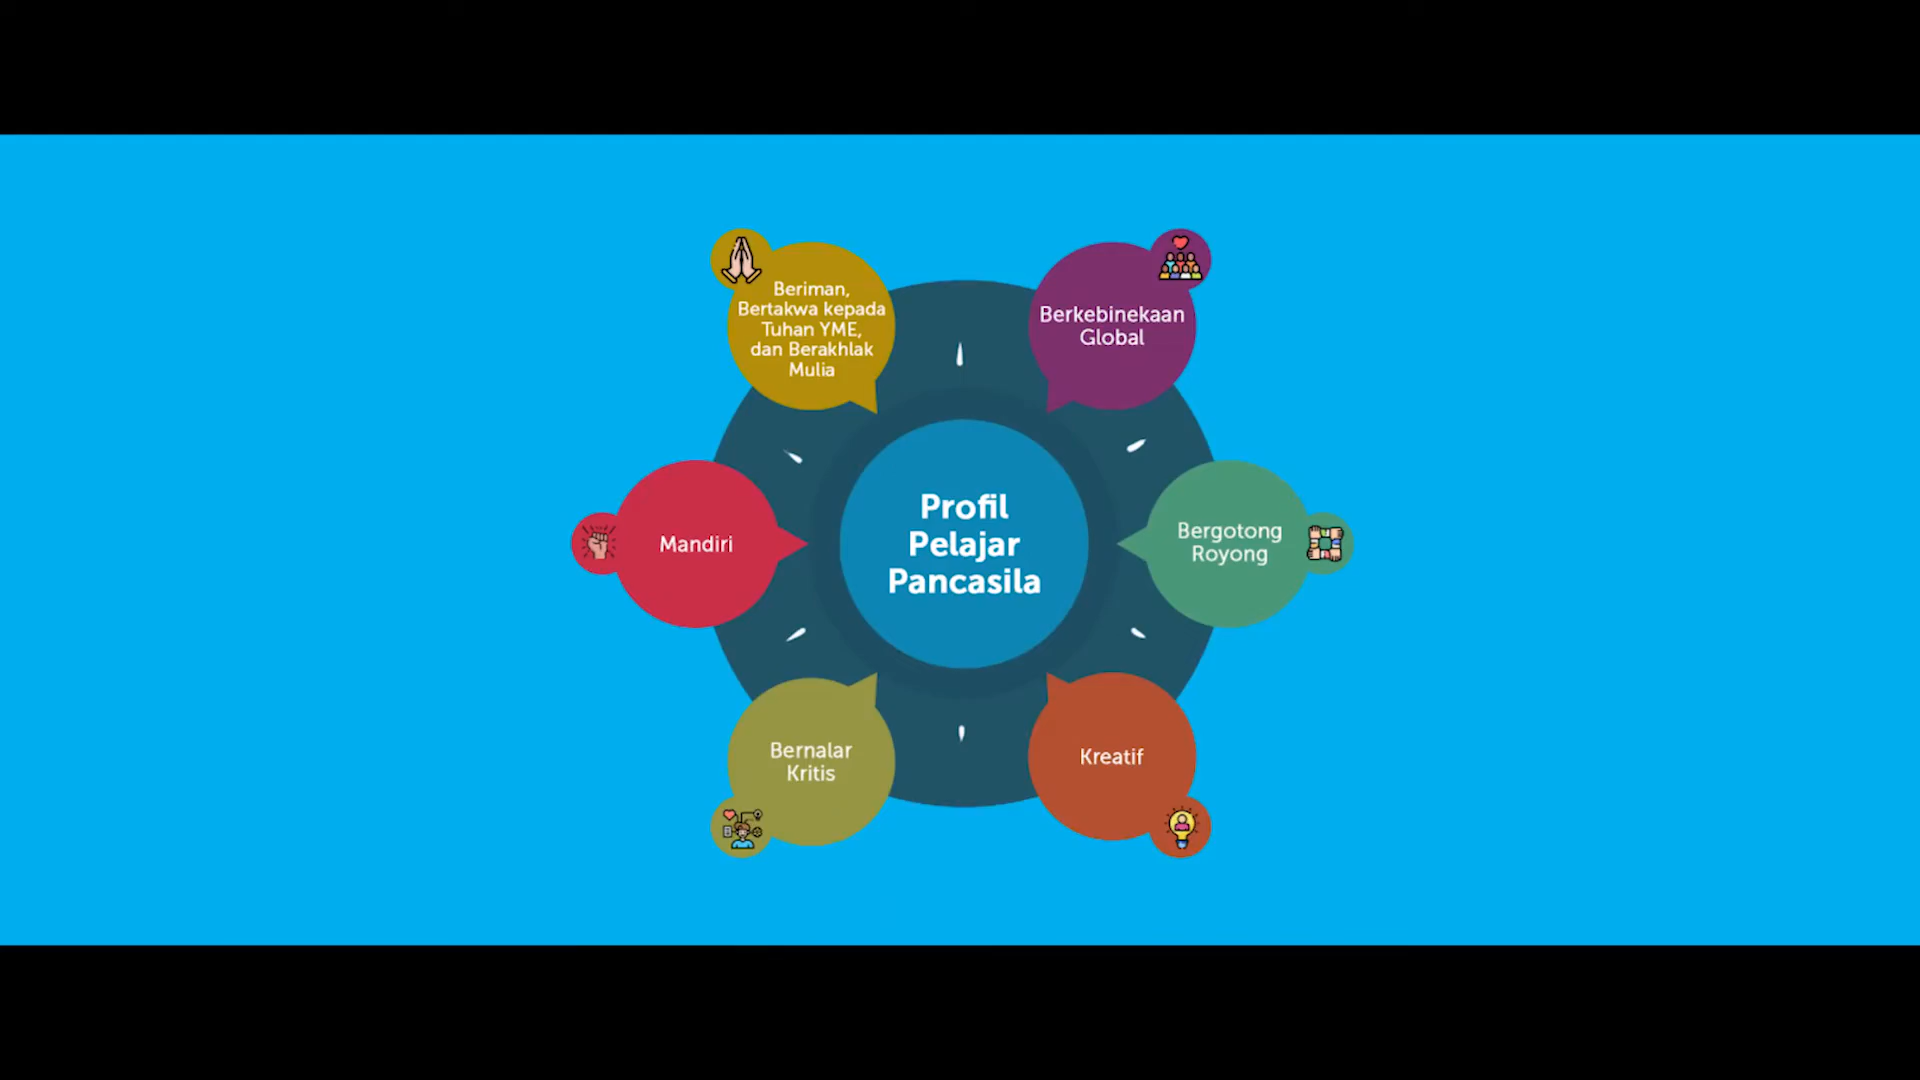 Beriman,
Bertakwa kepada
Tuhan YME,
dan Berakhlak
Mulia
Berkebinekaan
Global
Mandiri
Profil
Pelajar
Pancasila
Bergotong
Royong
Bernalar
Kritis
Kreatif